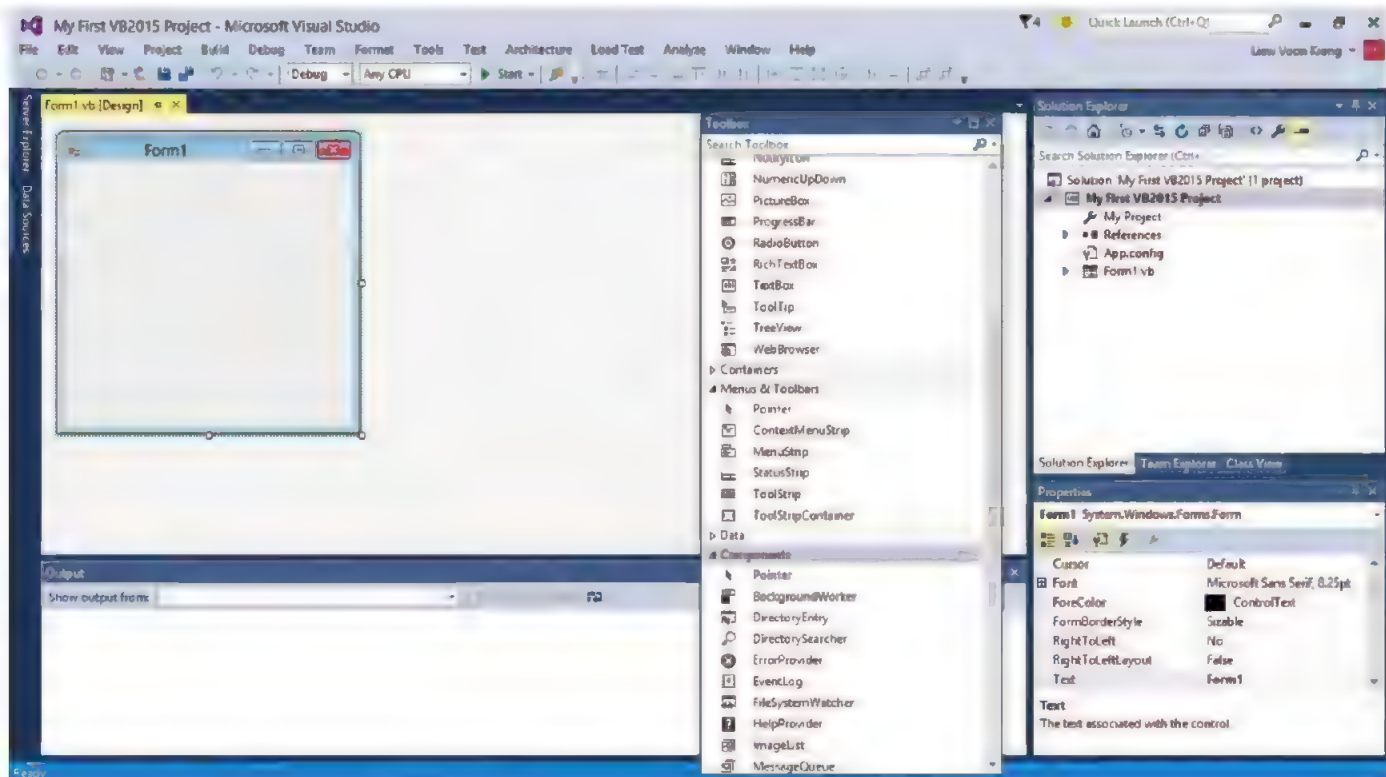 My First VB2015 Project - Microsoft Visual Studio
4
Quick Launch (Ctrl+Q)
File Edit View Project Build Debug Team Format Tools Test Architecture Load Test Analyze Window Help
Liew Voon Kiong
Debug
Any CPU
Start
Server Explorer
Data Sources
Form1.vb [Design]
Form1
Toolbox
Search Toolbox
NotifyIcon
NumericUpDown
PictureBox
ProgressBar
RadioButton
RichTextBox
TextBox
ToolTip
TreeView
WebBrowser
Containers
Menus & Toolbars
Pointer
ContextMenuStrip
MenuStrip
StatusStrip
ToolStrip
ToolStripContainer
Data
Components
Pointer
BackgroundWorker
DirectoryEntry
DirectorySearcher
ErrorProvider
EventLog
FileSystemWatcher
HelpProvider
ImageList
MessageQueue
Output
Show output from:
Solution Explorer
Search Solution Explorer (Ctrl+
Solution 'My First VB2015 Project' (1 project)
My First VB2015 Project
My Project
References
App.config
Form1.vb
Solution Explorer Team Explorer Class View
Properties
Form1 System.Windows.Forms.Form
Cursor Default
Font Microsoft Sans Serif, 8.25pt
ForeColor ControlText
FormBorderStyle Sizable
RightToLeft No
RightToLeftLayout False
Text Form1
Text
The text associated with the control.
Ready